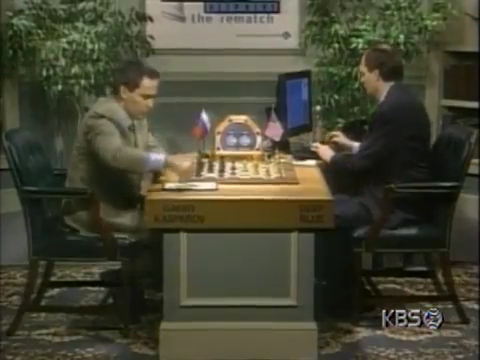 the rematch
GARRY
KASPAROV
DEEP
BLUE
KBS